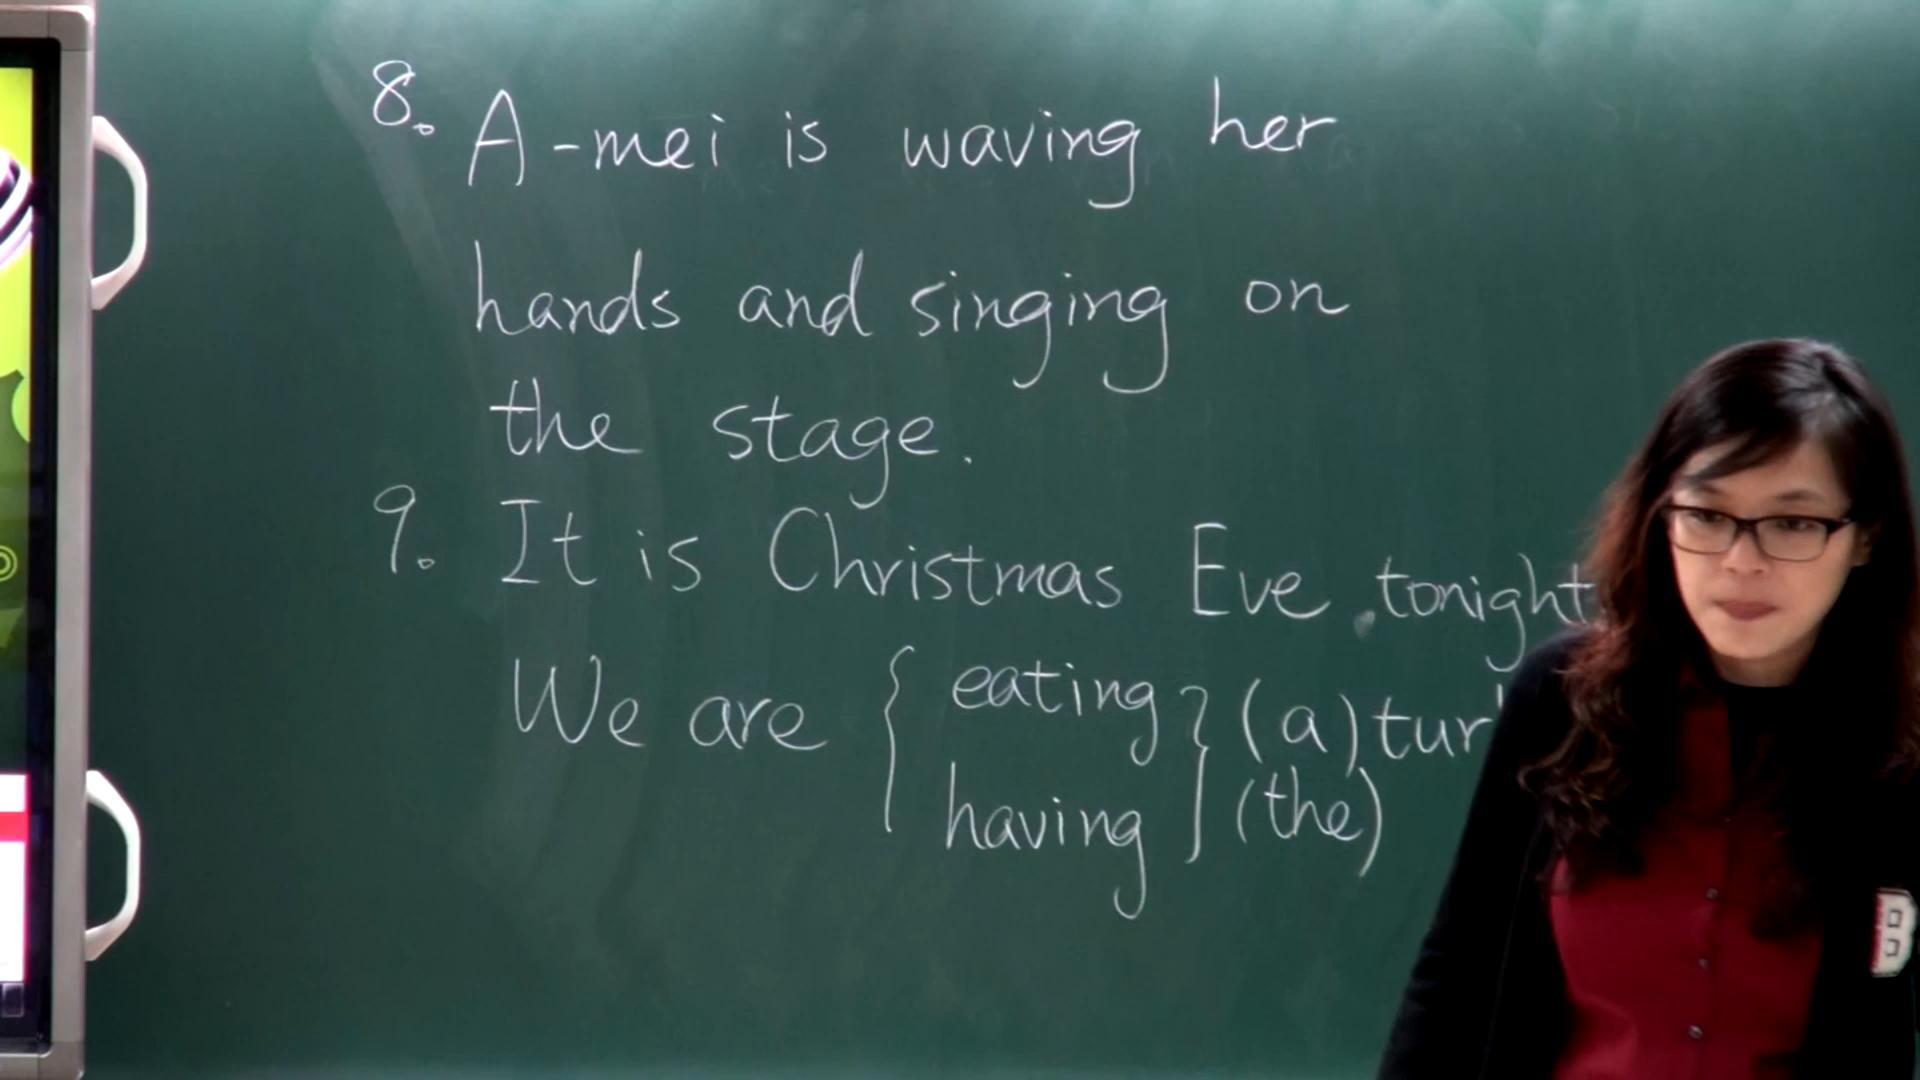 8. A-mei is waving her
hands and singing on
the stage.
9. It is Christmas Eve tonight
We are { eating } (a)
having (the)
B